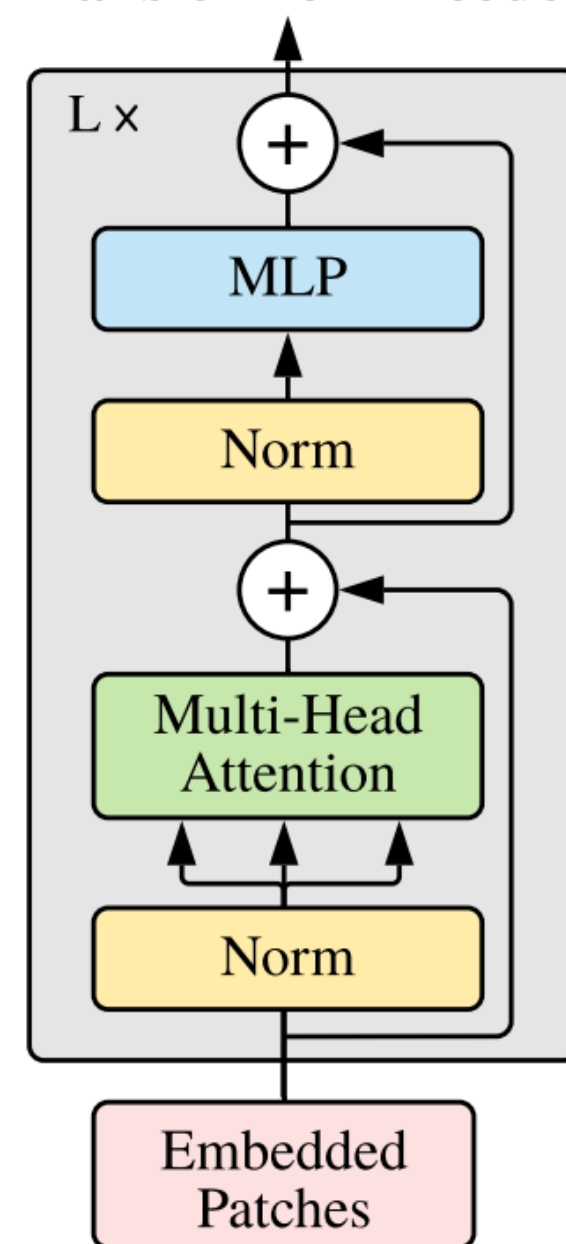 L ×
+
MLP
Norm
+
Multi-Head
Attention
Norm
Embedded
Patches